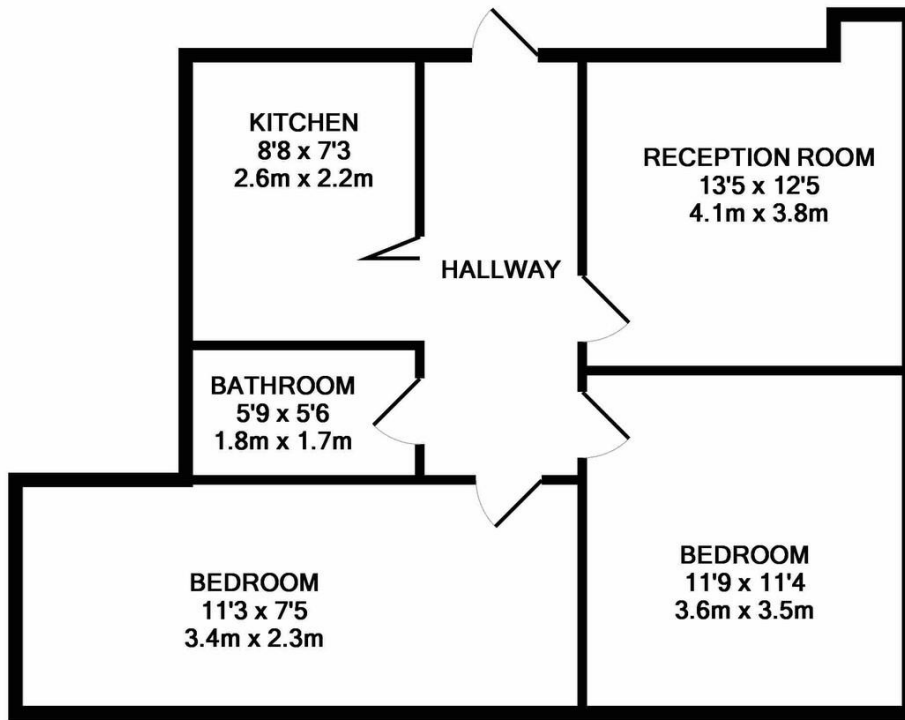 KITCHEN
8'8 x 7'3
2.6m x 2.2m
RECEPTION ROOM
13'5 x 12'5
4.1m x 3.8m
HALLWAY
BATHROOM
5'9 x 5'6
1.8m x 1.7m
BEDROOM
11'3 x 7'5
3.4m x 2.3m
BEDROOM
11'9 x 11'4
3.6m x 3.5m